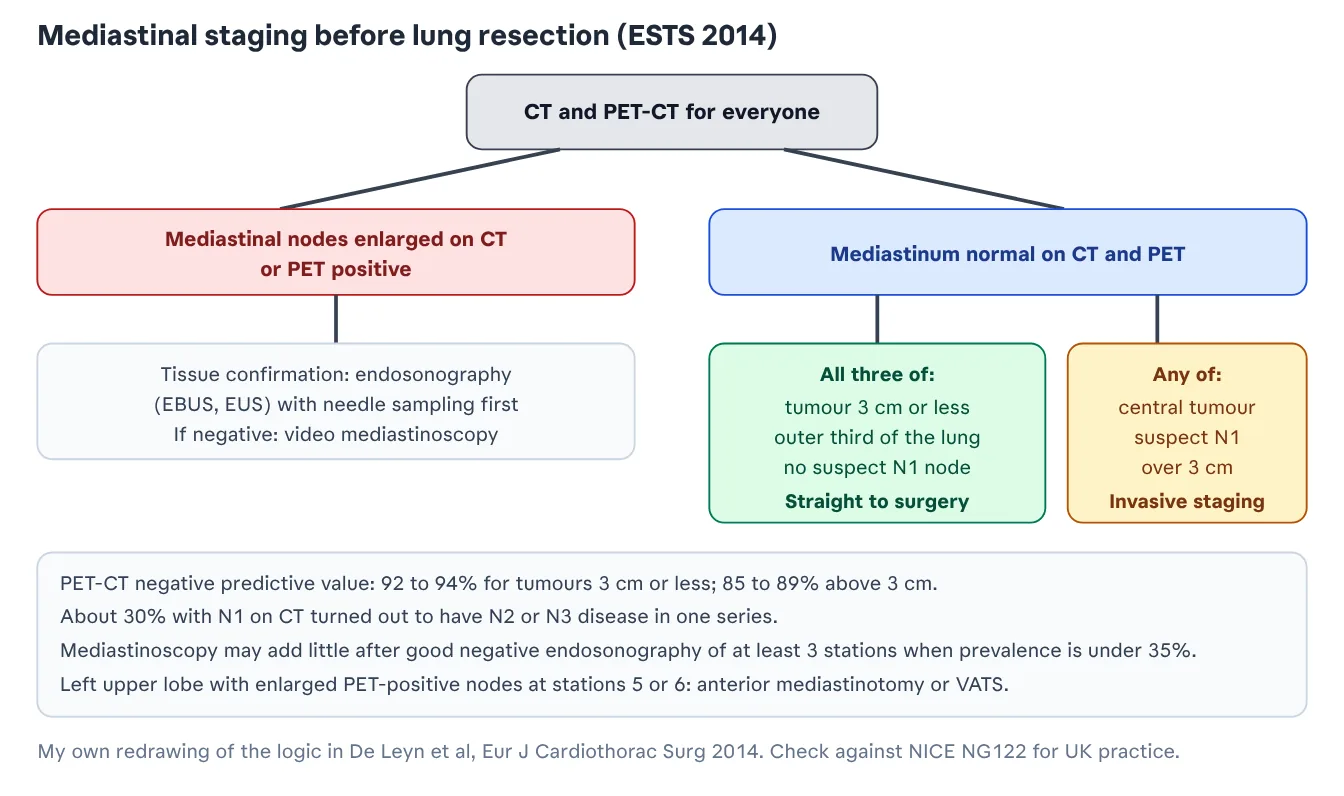 Mediastinal staging before lung resection (ESTS 2014)
CT and PET-CT for everyone
Mediastinal nodes enlarged on CT
or PET positive
Mediastinum normal on CT and PET
Tissue confirmation: endosonography
(EBUS, EUS) with needle sampling first
If negative: video mediastinoscopy
All three of:
tumour 3 cm or less
outer third of the lung
no suspect N1 node
Straight to surgery
Any of:
central tumour
suspect N1
over 3 cm
Invasive staging
PET-CT negative predictive value: 92 to 94% for tumours 3 cm or less; 85 to 89% above 3 cm.
About 30% with N1 on CT turned out to have N2 or N3 disease in one series.
Mediastinoscopy may add little after good negative endosonography of at least 3 stations when prevalence is under 35%.
Left upper lobe with enlarged PET-positive nodes at stations 5 or 6: anterior mediastinotomy or VATS.
My own redrawing of the logic in De Leyn et al, Eur J Cardiothorac Surg 2014. Check against NICE NG122 for UK practice.